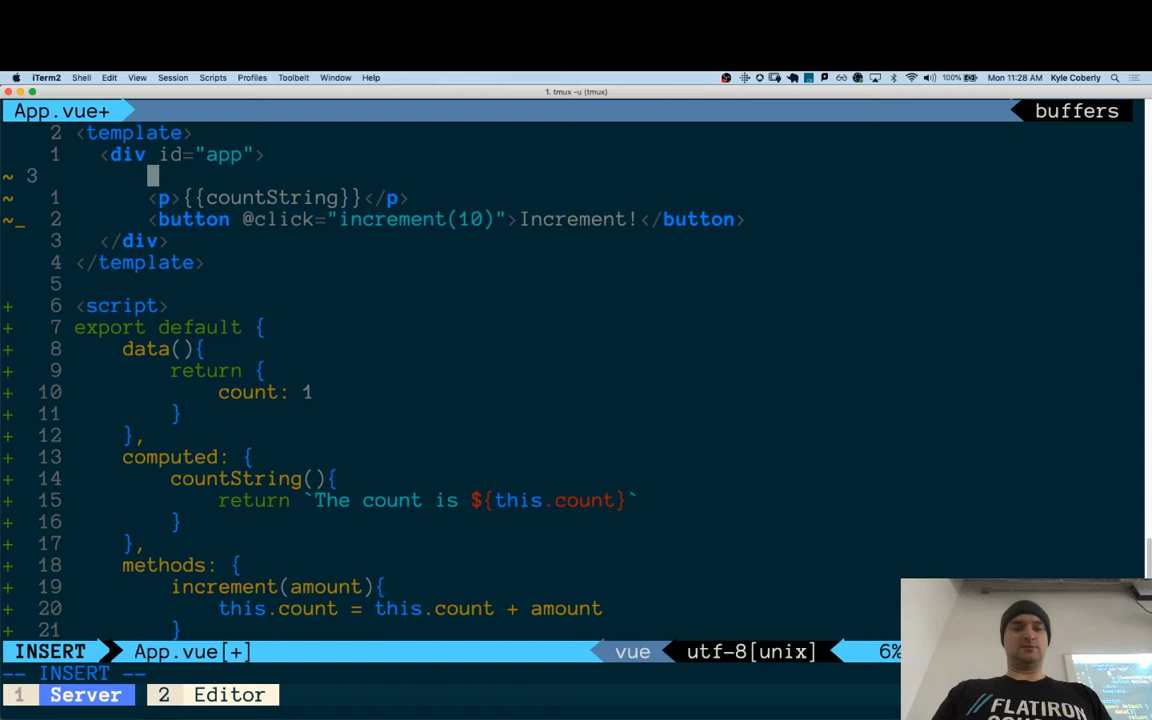 iTerm2 Shell Edit View Session Scripts Profiles Toolbelt Window Help 100% Mon 11:28 AM Kyle Coberly
1. tmux -u (tmux)
App.vue+ buffers
2 <template>
1 <div id="app">
~ 3
~ 1 <p>{{countString}}</p>
~_ 2 <button @click="increment(10)">Increment!</button>
3 </div>
4 </template>
5
+ 6 <script>
+ 7 export default {
+ 8 data(){
+ 9 return {
+ 10 count: 1
+ 11 }
+ 12 },
+ 13 computed: {
+ 14 countString(){
+ 15 return `The count is ${this.count}`
+ 16 }
+ 17 },
+ 18 methods: {
+ 19 increment(amount){
+ 20 this.count = this.count + amount
+ 21 }
INSERT App.vue[+] vue utf-8[unix] 6%
-- INSERT --
1 Server 2 Editor
// FLATIRON